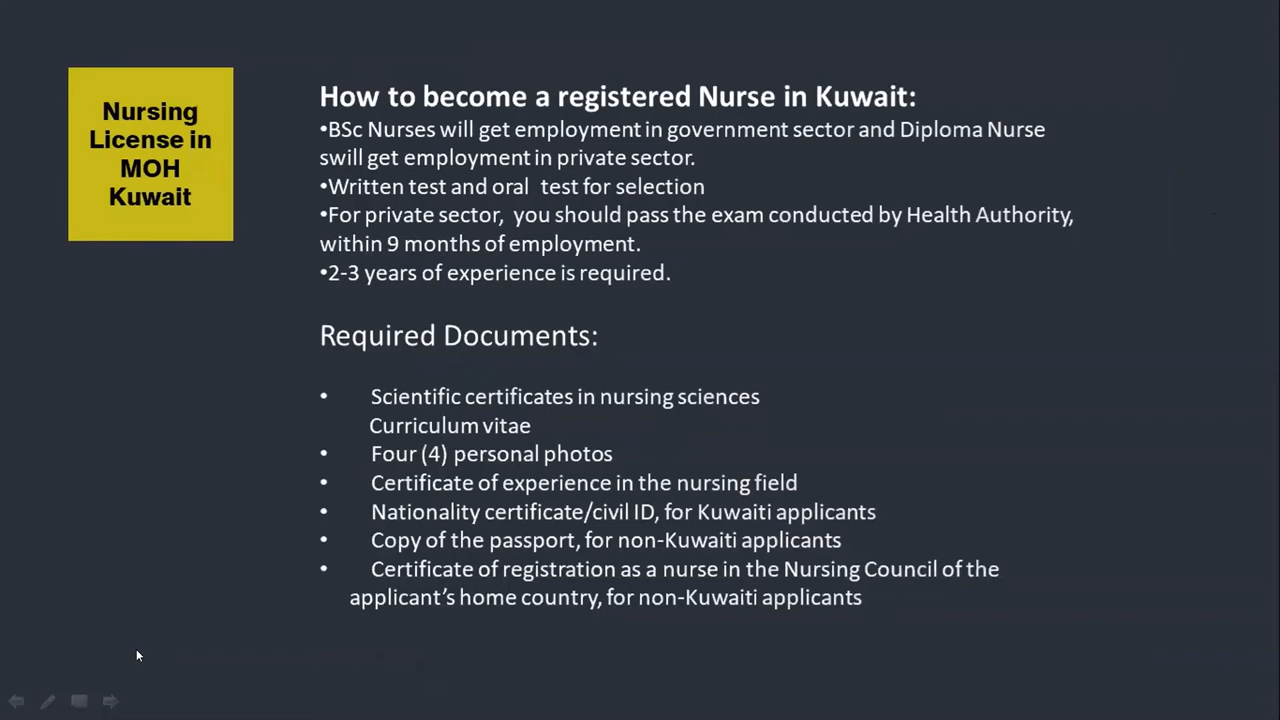 Nursing
License in
MOH
Kuwait
How to become a registered Nurse in Kuwait:
•BSc Nurses will get employment in government sector and Diploma Nurse
swill get employment in private sector.
•Written test and oral  test for selection
•For private sector,  you should pass the exam conducted by Health Authority,
within 9 months of employment.
•2-3 years of experience is required.
Required Documents:
• Scientific certificates in nursing sciences
Curriculum vitae
• Four (4) personal photos
• Certificate of experience in the nursing field
• Nationality certificate/civil ID, for Kuwaiti applicants
• Copy of the passport, for non-Kuwaiti applicants
• Certificate of registration as a nurse in the Nursing Council of the
applicant’s home country, for non-Kuwaiti applicants